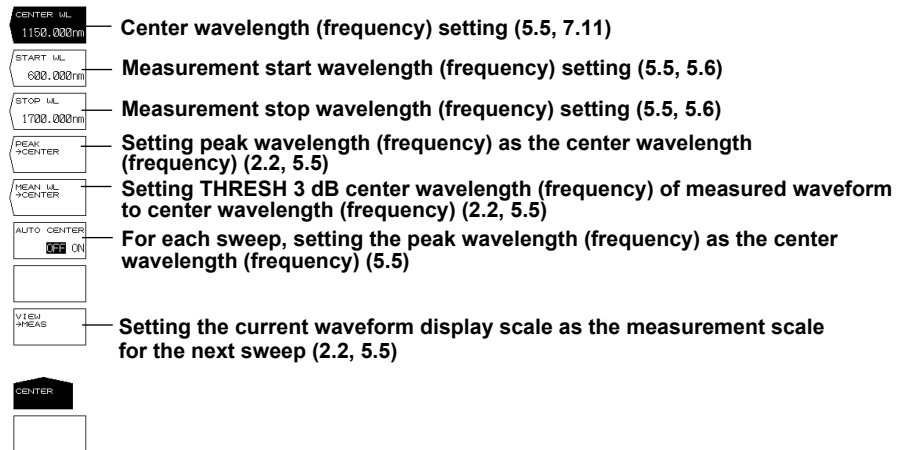 CENTER WL
1150.000nm
Center wavelength (frequency) setting (5.5, 7.11)
START WL
600.000nm
Measurement start wavelength (frequency) setting (5.5, 5.6)
STOP WL
1700.000nm
Measurement stop wavelength (frequency) setting (5.5, 5.6)
PEAK
→CENTER
Setting peak wavelength (frequency) as the center wavelength
(frequency) (2.2, 5.5)
MEAN WL
→CENTER
Setting THRESH 3 dB center wavelength (frequency) of measured waveform
to center wavelength (frequency) (2.2, 5.5)
AUTO CENTER
OFF ON
For each sweep, setting the peak wavelength (frequency) as the center
wavelength (frequency) (5.5)
VIEW
→MEAS
Setting the current waveform display scale as the measurement scale
for the next sweep (2.2, 5.5)
CENTER